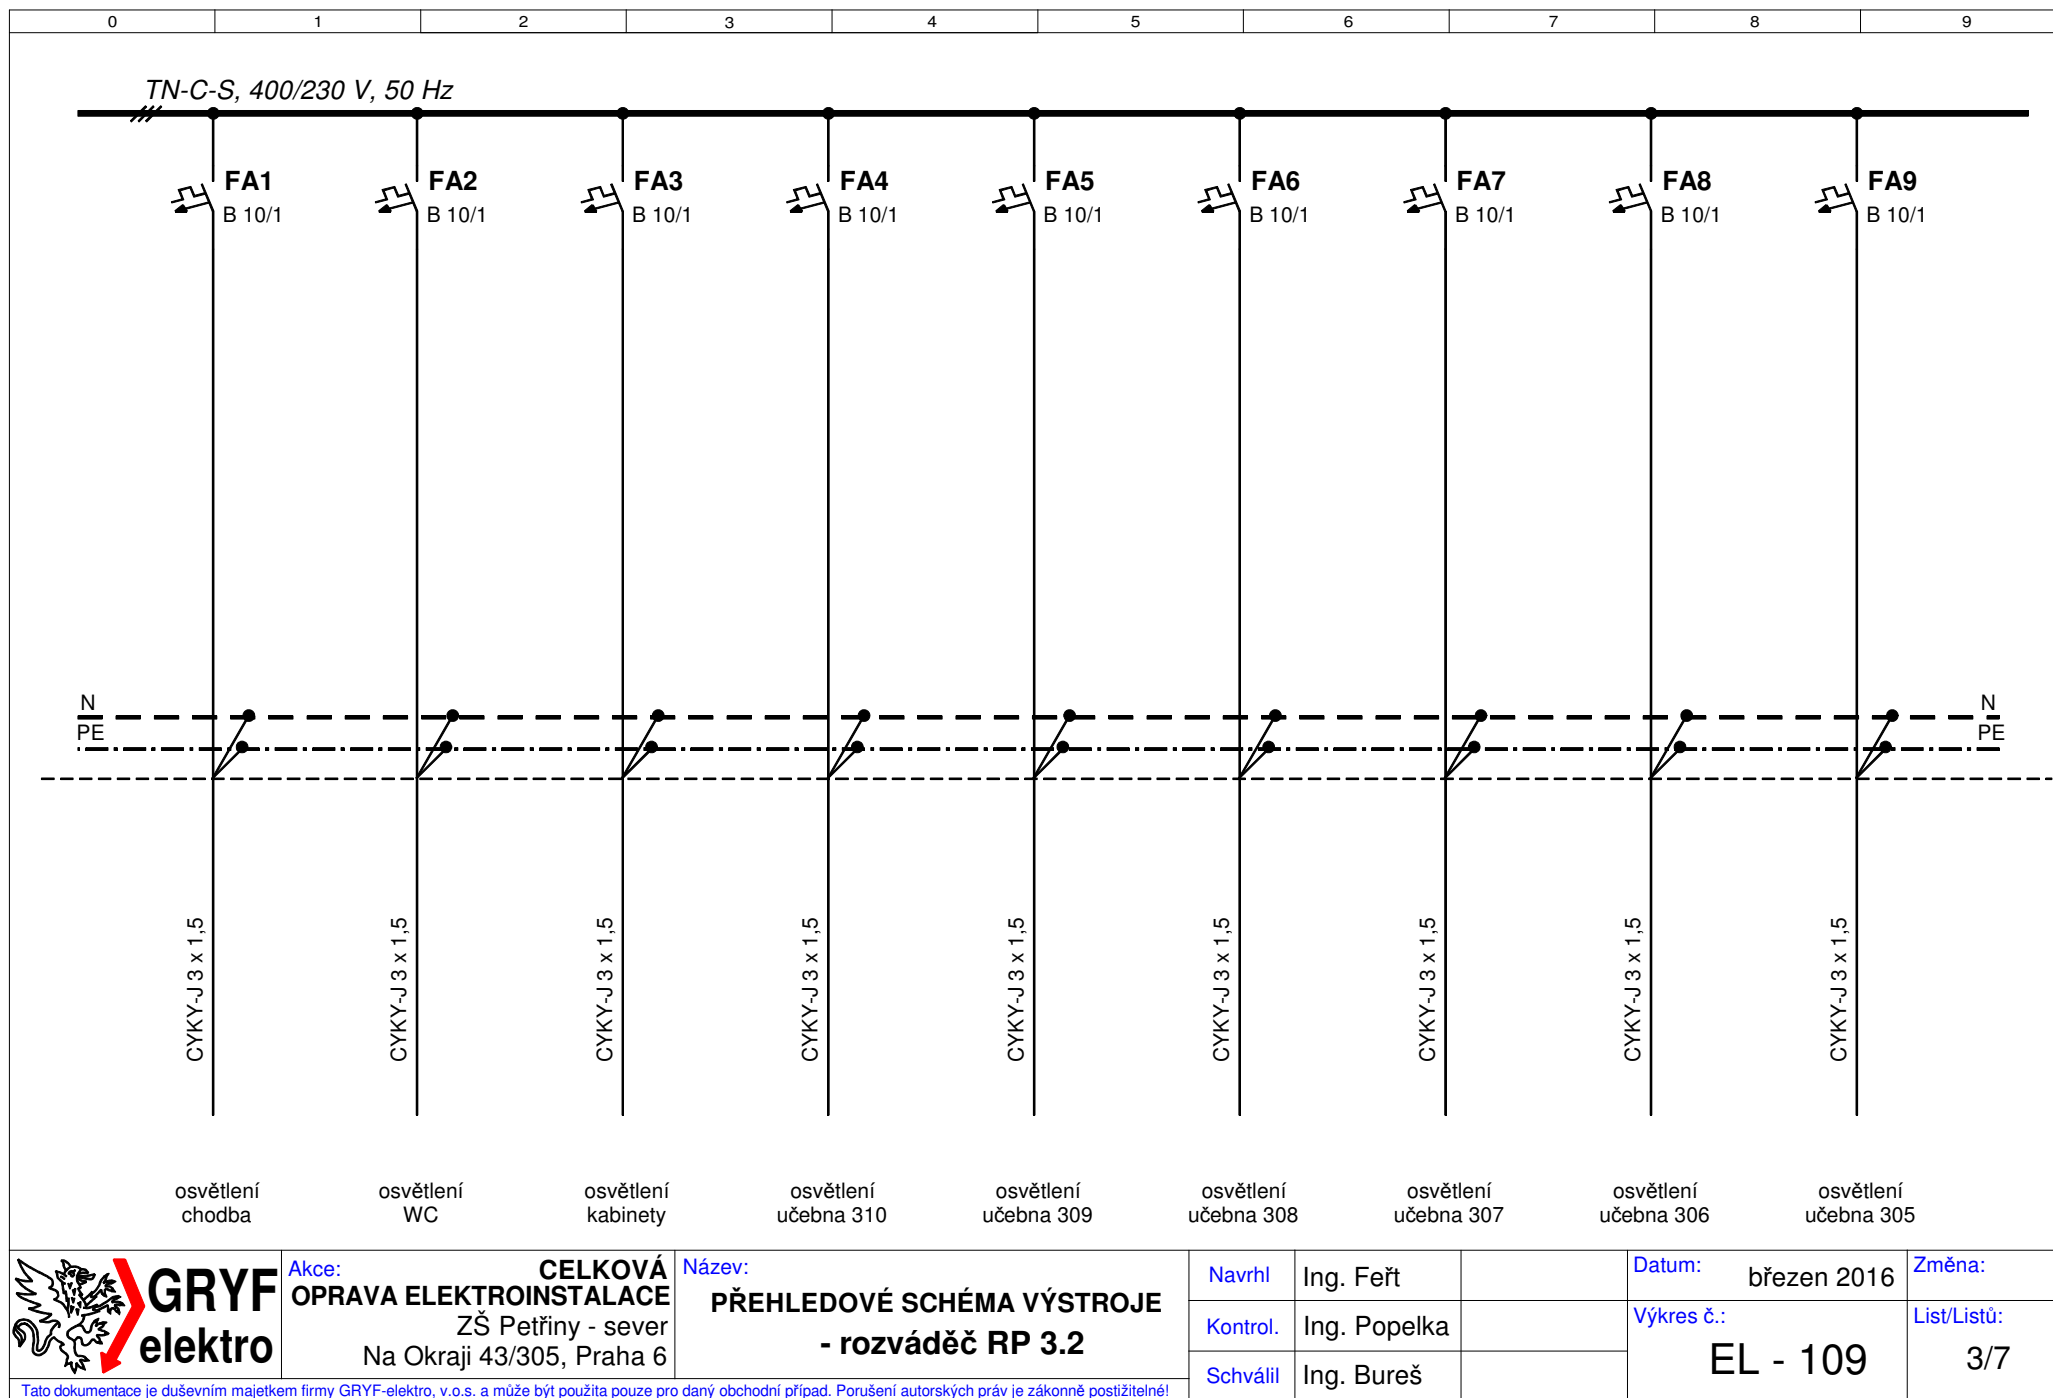 0 1 2 3 4 5 6 7 8 9
TN-C-S, 400/230 V, 50 Hz
FA1 FA2 FA3 FA4 FA5 FA6 FA7 FA8 FA9
B 10/1 B 10/1 B 10/1 B 10/1 B 10/1 B 10/1 B 10/1 B 10/1 B 10/1
N N
PE PE
CYKY-J 3 x 1,5 CYKY-J 3 x 1,5 CYKY-J 3 x 1,5 CYKY-J 3 x 1,5 CYKY-J 3 x 1,5 CYKY-J 3 x 1,5 CYKY-J 3 x 1,5 CYKY-J 3 x 1,5 CYKY-J 3 x 1,5
osvětlení osvětlení osvětlení osvětlení osvětlení osvětlení osvětlení osvětlení osvětlení
chodba WC kabinety učebna 310 učebna 309 učebna 308 učebna 307 učebna 306 učebna 305
GRYF
elektro
Akce: CELKOVÁ
OPRAVA ELEKTROINSTALACE
ZŠ Petřiny - sever
Na Okraji 43/305, Praha 6
Název:
PŘEHLEDOVÉ SCHÉMA VÝSTROJE
- rozváděč RP 3.2
Navrhl Ing. Feřt
Kontrol. Ing. Popelka
Schválil Ing. Bureš
Datum: březen 2016
Změna:
Výkres č.:
EL - 109
List/Listů:
3/7
Tato dokumentace je duševním majetkem firmy GRYF-elektro, v.o.s. a může být použita pouze pro daný obchodní případ. Porušení autorských práv je zákonně postižitelné!